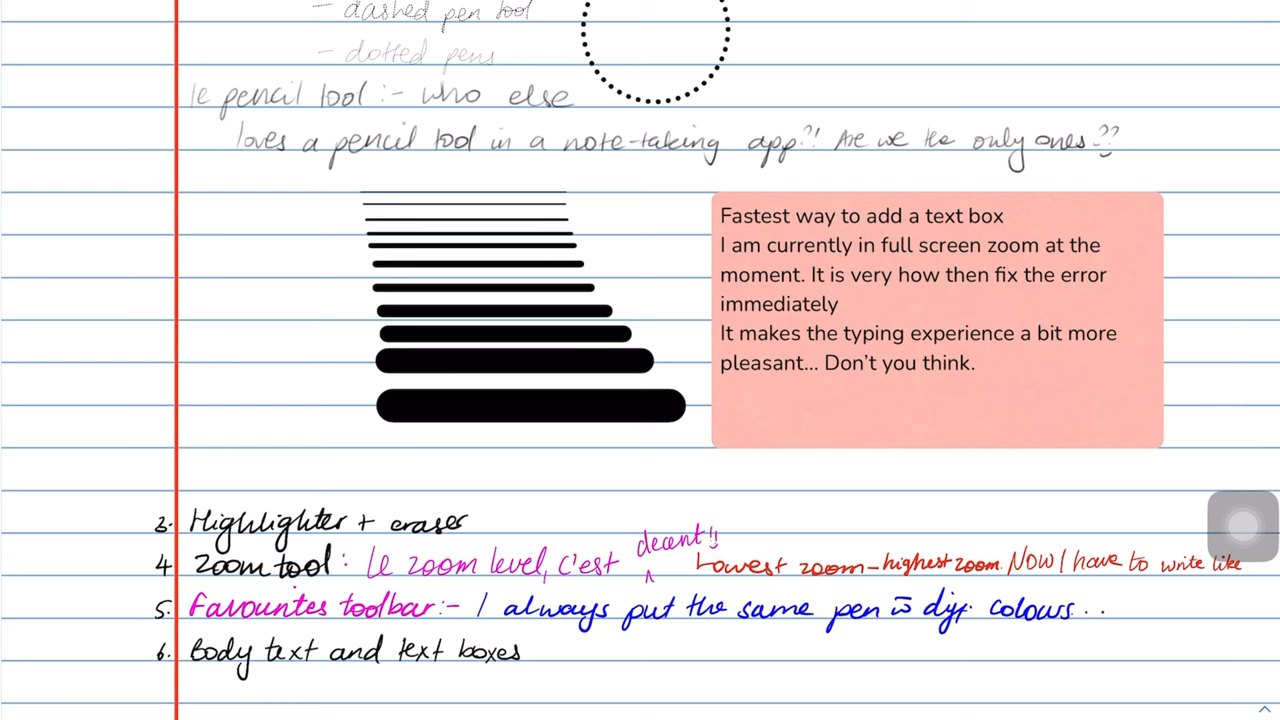 - dashed pen tool
- dotted pens
le pencil tool :- who else
loves a pencil tool in a note-taking app?! Are we the only ones??
Fastest way to add a text box
I am currently in full screen zoom at the
moment. It is very how then fix the error
immediately
It makes the typing experience a bit more
pleasant... Don't you think.
3. Highlighter + eraser
4 Zoom tool : le zoom level, c'est decent!! Lowest zoom - highest zoom. Now I have to write like
5. Favourites toolbar :- I always put the same pen in diff. colours...
6. Body text and text boxes